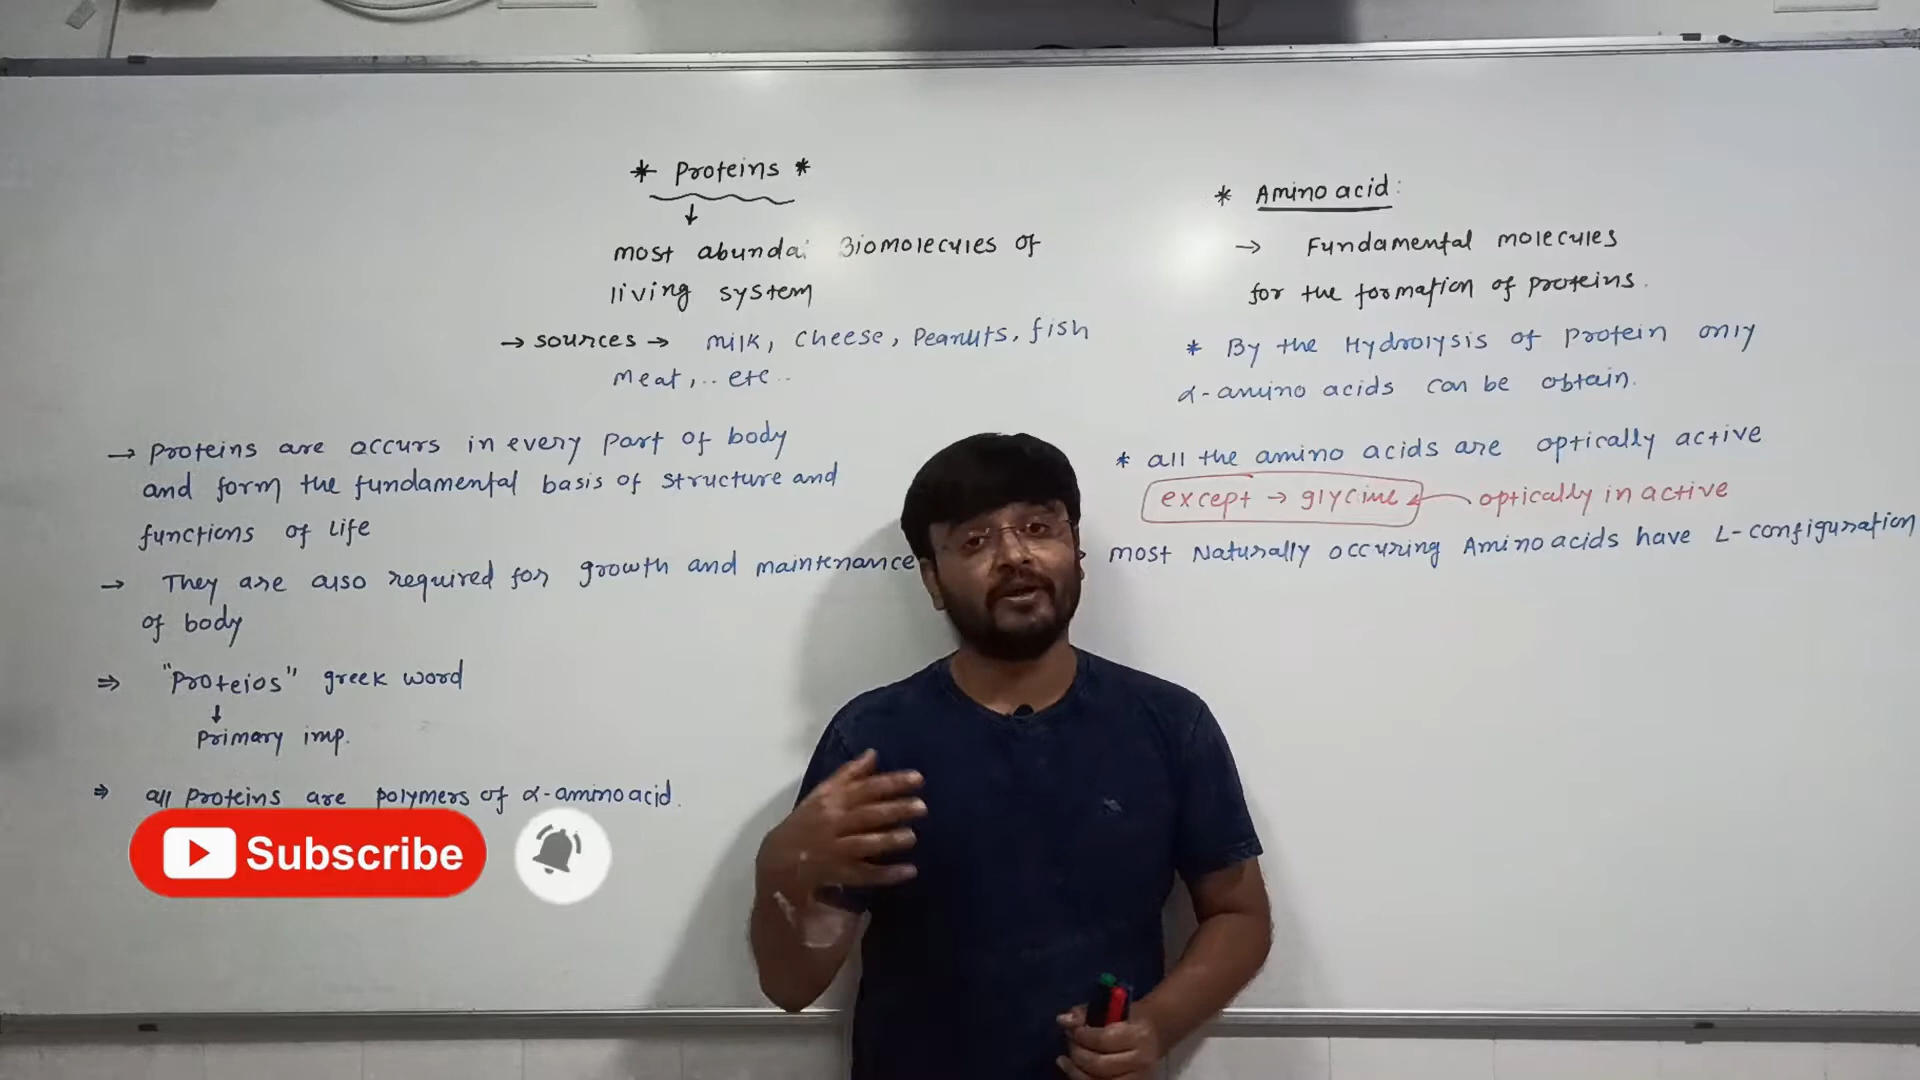 * Proteins *
↓
most abunda Biomolecules of
living system
→ sources → milk, cheese, Peanuts, fish
Meat, .. etc ..
→ proteins are occurs in every part of body
and form the fundamental basis of structure and
functions of life
→ They are also required for growth and maintenance
of body
⇒ "Proteios" greek word
↓
Primary imp.
⇒ all proteins are polymers of α-amino acid.
Subscribe
* Amino acid:
→ Fundamental molecules
for the formation of proteins.
* By the Hydrolysis of protein only
α-amino acids can be obtain.
* all the amino acids are optically active
except → glycine ← optically inactive
most Naturally occuring Amino acids have L-configuration